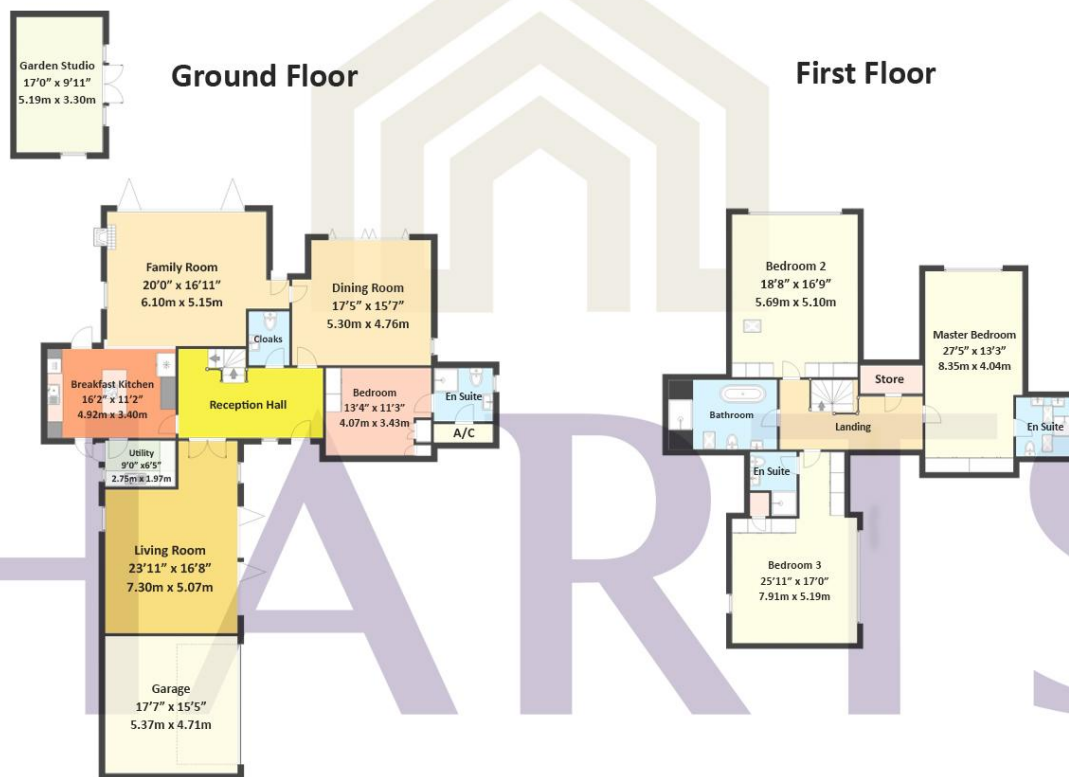 Ground Floor
First Floor
Garden Studio
17'0" x 9'11"
5.19m x 3.30m
Family Room
20'0" x 16'11"
6.10m x 5.15m
Dining Room
17'5" x 15'7"
5.30m x 4.76m
Cloaks
Breakfast Kitchen
16'2" x 11'2"
4.92m x 3.40m
Reception Hall
Bedroom
13'4" x 11'3"
4.07m x 3.43m
En Suite
A/C
Utility
9'0" x6'5"
2.75m x 1.97m
Living Room
23'11" x 16'8"
7.30m x 5.07m
Garage
17'7" x 15'5"
5.37m x 4.71m
Bedroom 2
18'8" x 16'9"
5.69m x 5.10m
Master Bedroom
27'5" x 13'3"
8.35m x 4.04m
Store
Bathroom
Landing
En Suite
En Suite
Bedroom 3
25'11" x 17'0"
7.91m x 5.19m
HARTS